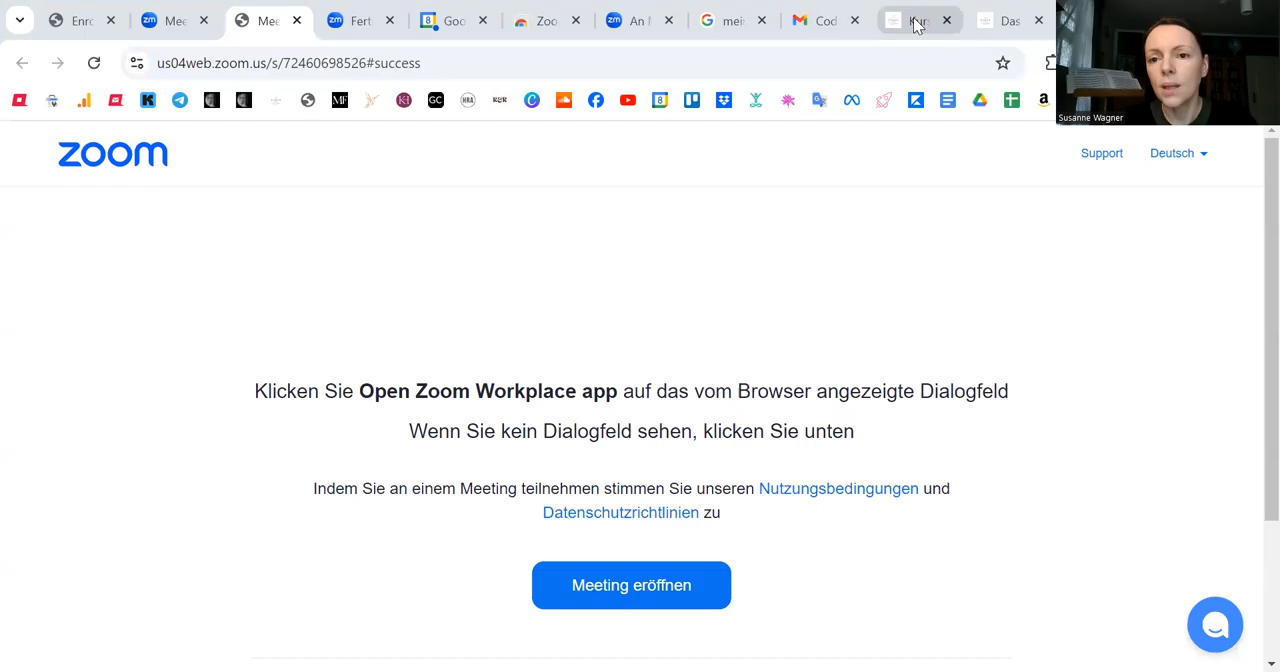 Enro
Mee
Mee
Fert
Goo
Zoo
An M
mei
Cod
Kur
Das
us04web.zoom.us/s/72460698526#success
Susanne Wagner
zoom
Support
Deutsch
Klicken Sie Open Zoom Workplace app auf das vom Browser angezeigte Dialogfeld
Wenn Sie kein Dialogfeld sehen, klicken Sie unten
Indem Sie an einem Meeting teilnehmen stimmen Sie unseren Nutzungsbedingungen und
Datenschutzrichtlinien zu
Meeting eröffnen